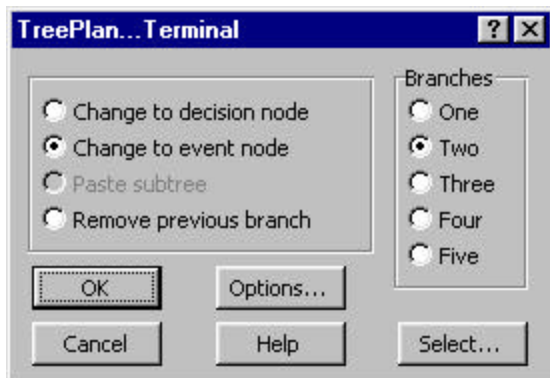 TreePlan...Terminal
Change to decision node
Change to event node
Paste subtree
Remove previous branch
Branches
One
Two
Three
Four
Five
OK
Options...
Cancel
Help
Select...